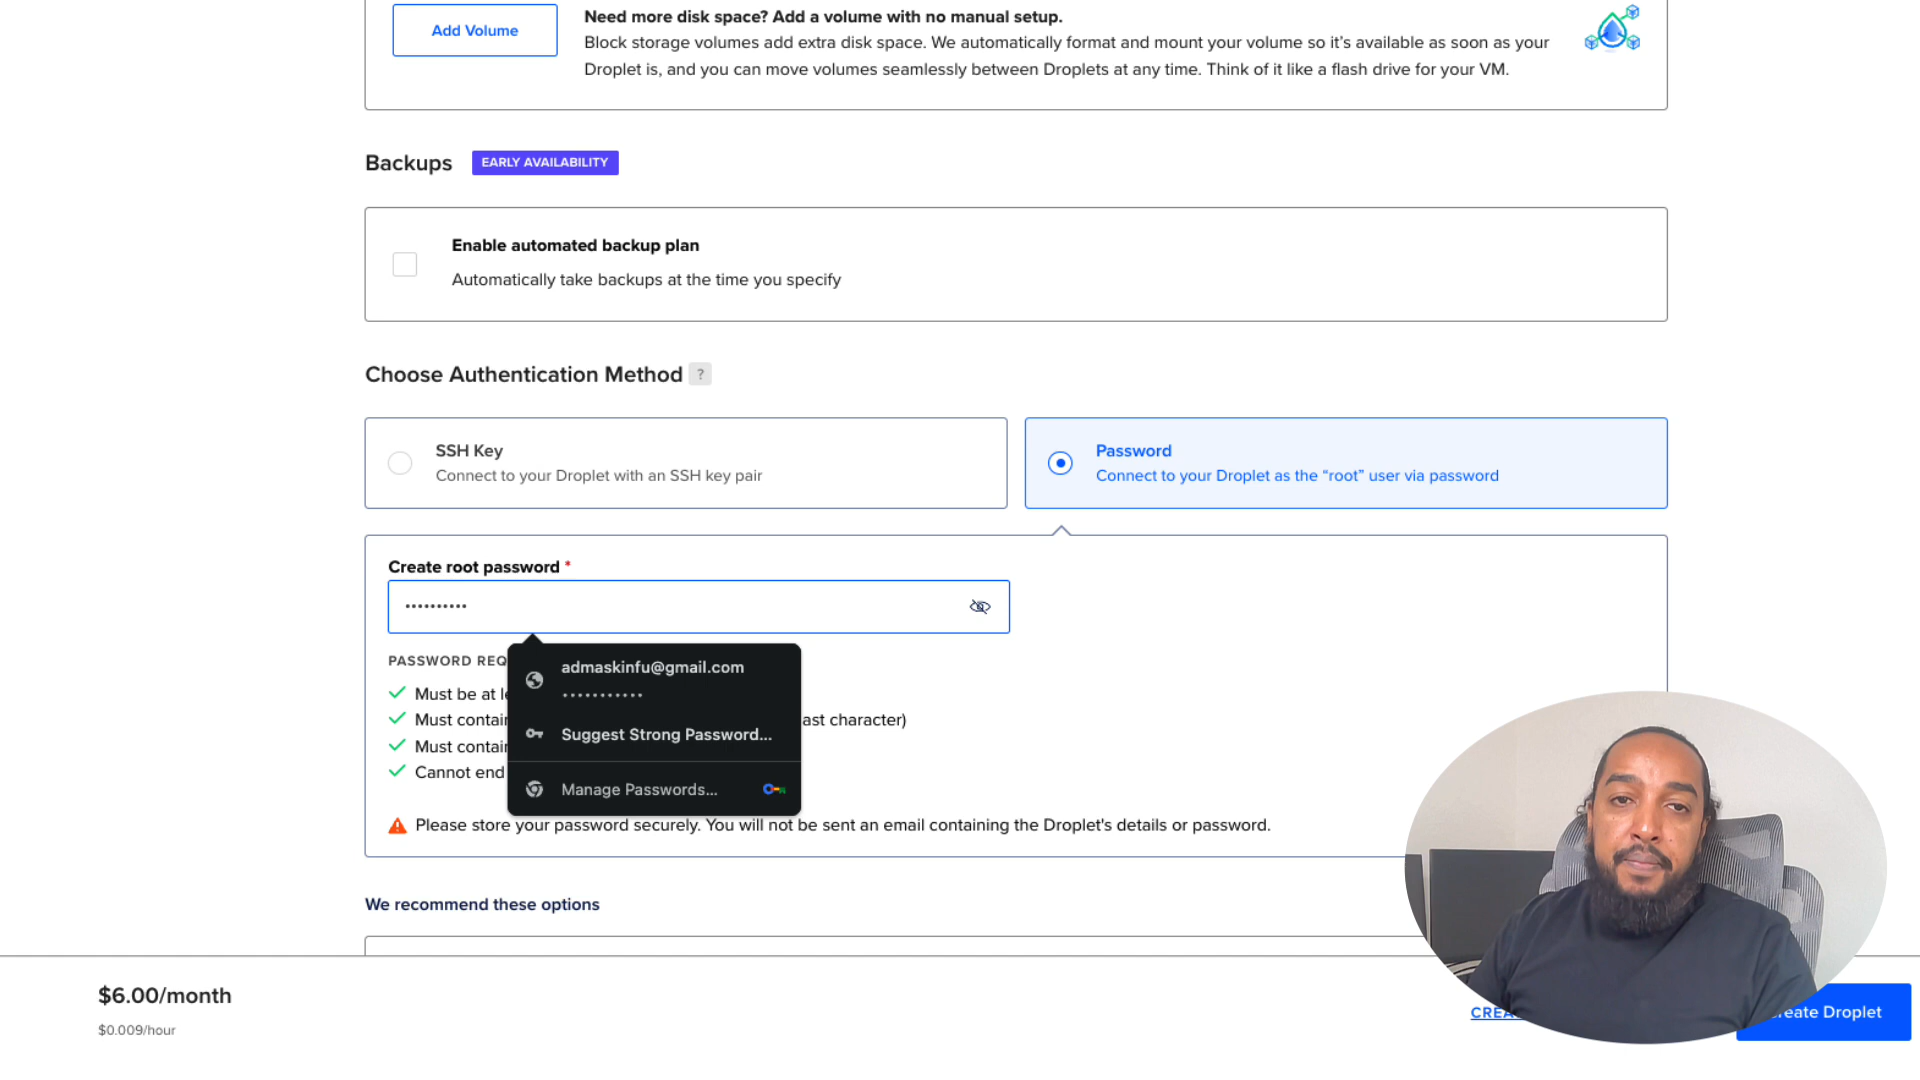 Add Volume
Need more disk space? Add a volume with no manual setup.
Block storage volumes add extra disk space. We automatically format and mount your volume so it’s available as soon as your
Droplet is, and you can move volumes seamlessly between Droplets at any time. Think of it like a flash drive for your VM.
Backups
EARLY AVAILABILITY
Enable automated backup plan
Automatically take backups at the time you specify
Choose Authentication Method ?
SSH Key
Connect to your Droplet with an SSH key pair
Password
Connect to your Droplet as the “root” user via password
Create root password *
••••••••••
PASSWORD REQ
admaskinfu@gmail.com
•••••••••••
Must be at
Must contain
ast character)
Suggest Strong Password...
Must contain
Cannot end
Manage Passwords...
Please store your password securely. You will not be sent an email containing the Droplet's details or password.
We recommend these options
$6.00/month
$0.009/hour
CREA
reate Droplet